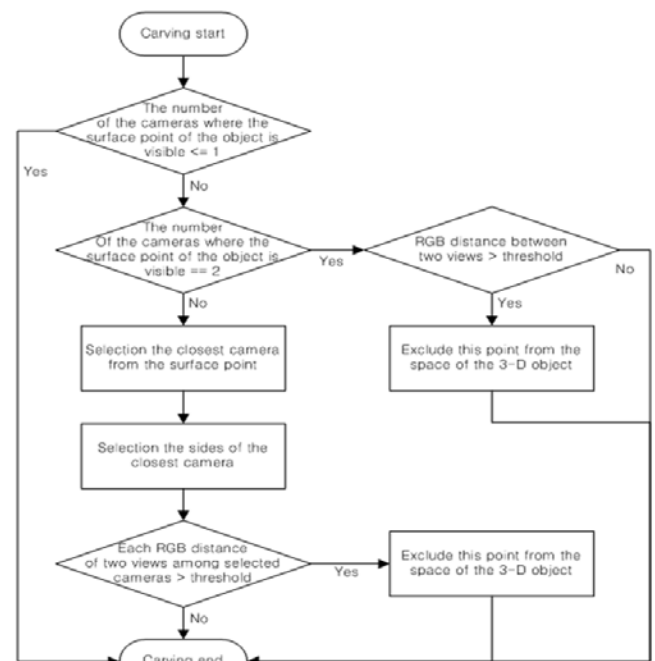 Carving start
The number
of the cameras where the
surface point of the object is
visible <= 1
Yes
No
The number
Of the cameras where the
surface point of the object is
visible == 2
Yes
RGB distance between
two views > threshold
No
No
Yes
Selection the closest camera
from the surface point
Exclude this point from the
space of the 3-D object
Selection the sides of the
closest camera
Each RGB distance
of two views among selected
cameras > threshold
Yes
Exclude this point from the
space of the 3-D object
No
Carving end